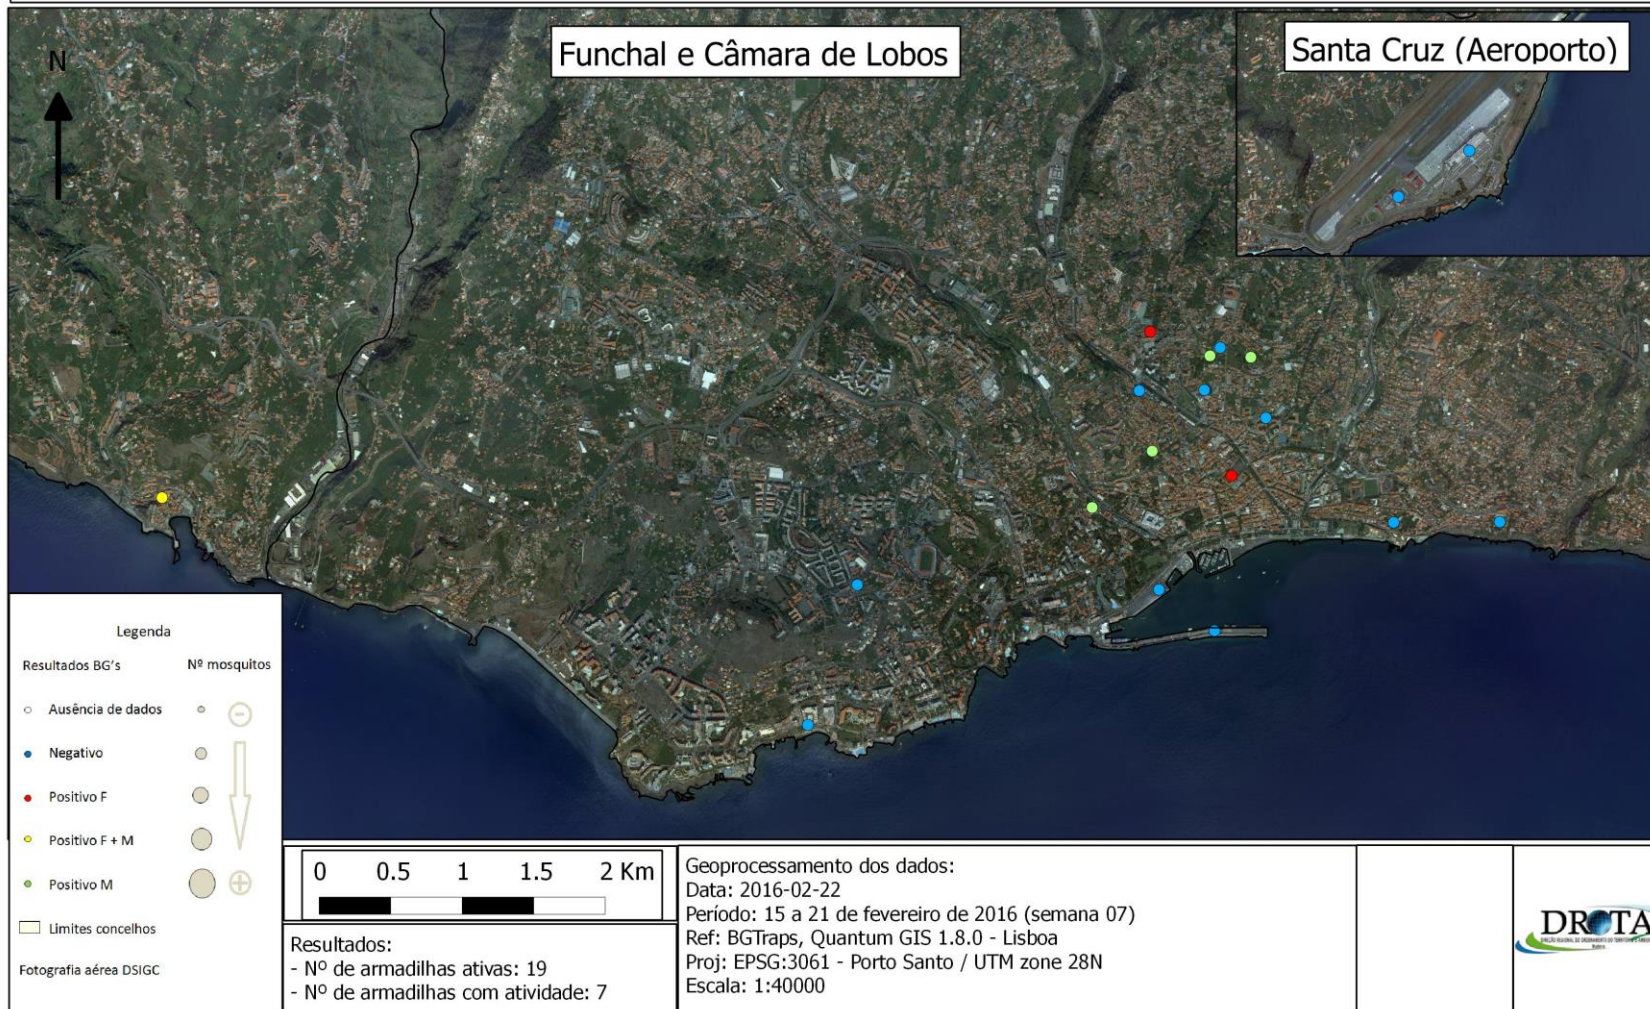 Funchal e Câmara de Lobos
Santa Cruz (Aeroporto)
N
Legenda
Resultados BG's
Nº mosquitos
Ausência de dados
Negativo
Positivo F
Positivo F + M
Positivo M
Limites concelhos
Fotografia aérea DSIGC
0 0.5 1 1.5 2 Km
Resultados:
- Nº de armadilhas ativas: 19
- Nº de armadilhas com atividade: 7
Geoprocessamento dos dados:
Data: 2016-02-22
Período: 15 a 21 de fevereiro de 2016 (semana 07)
Ref: BGTraps, Quantum GIS 1.8.0 - Lisboa
Proj: EPSG:3061 - Porto Santo / UTM zone 28N
Escala: 1:40000
DROTA